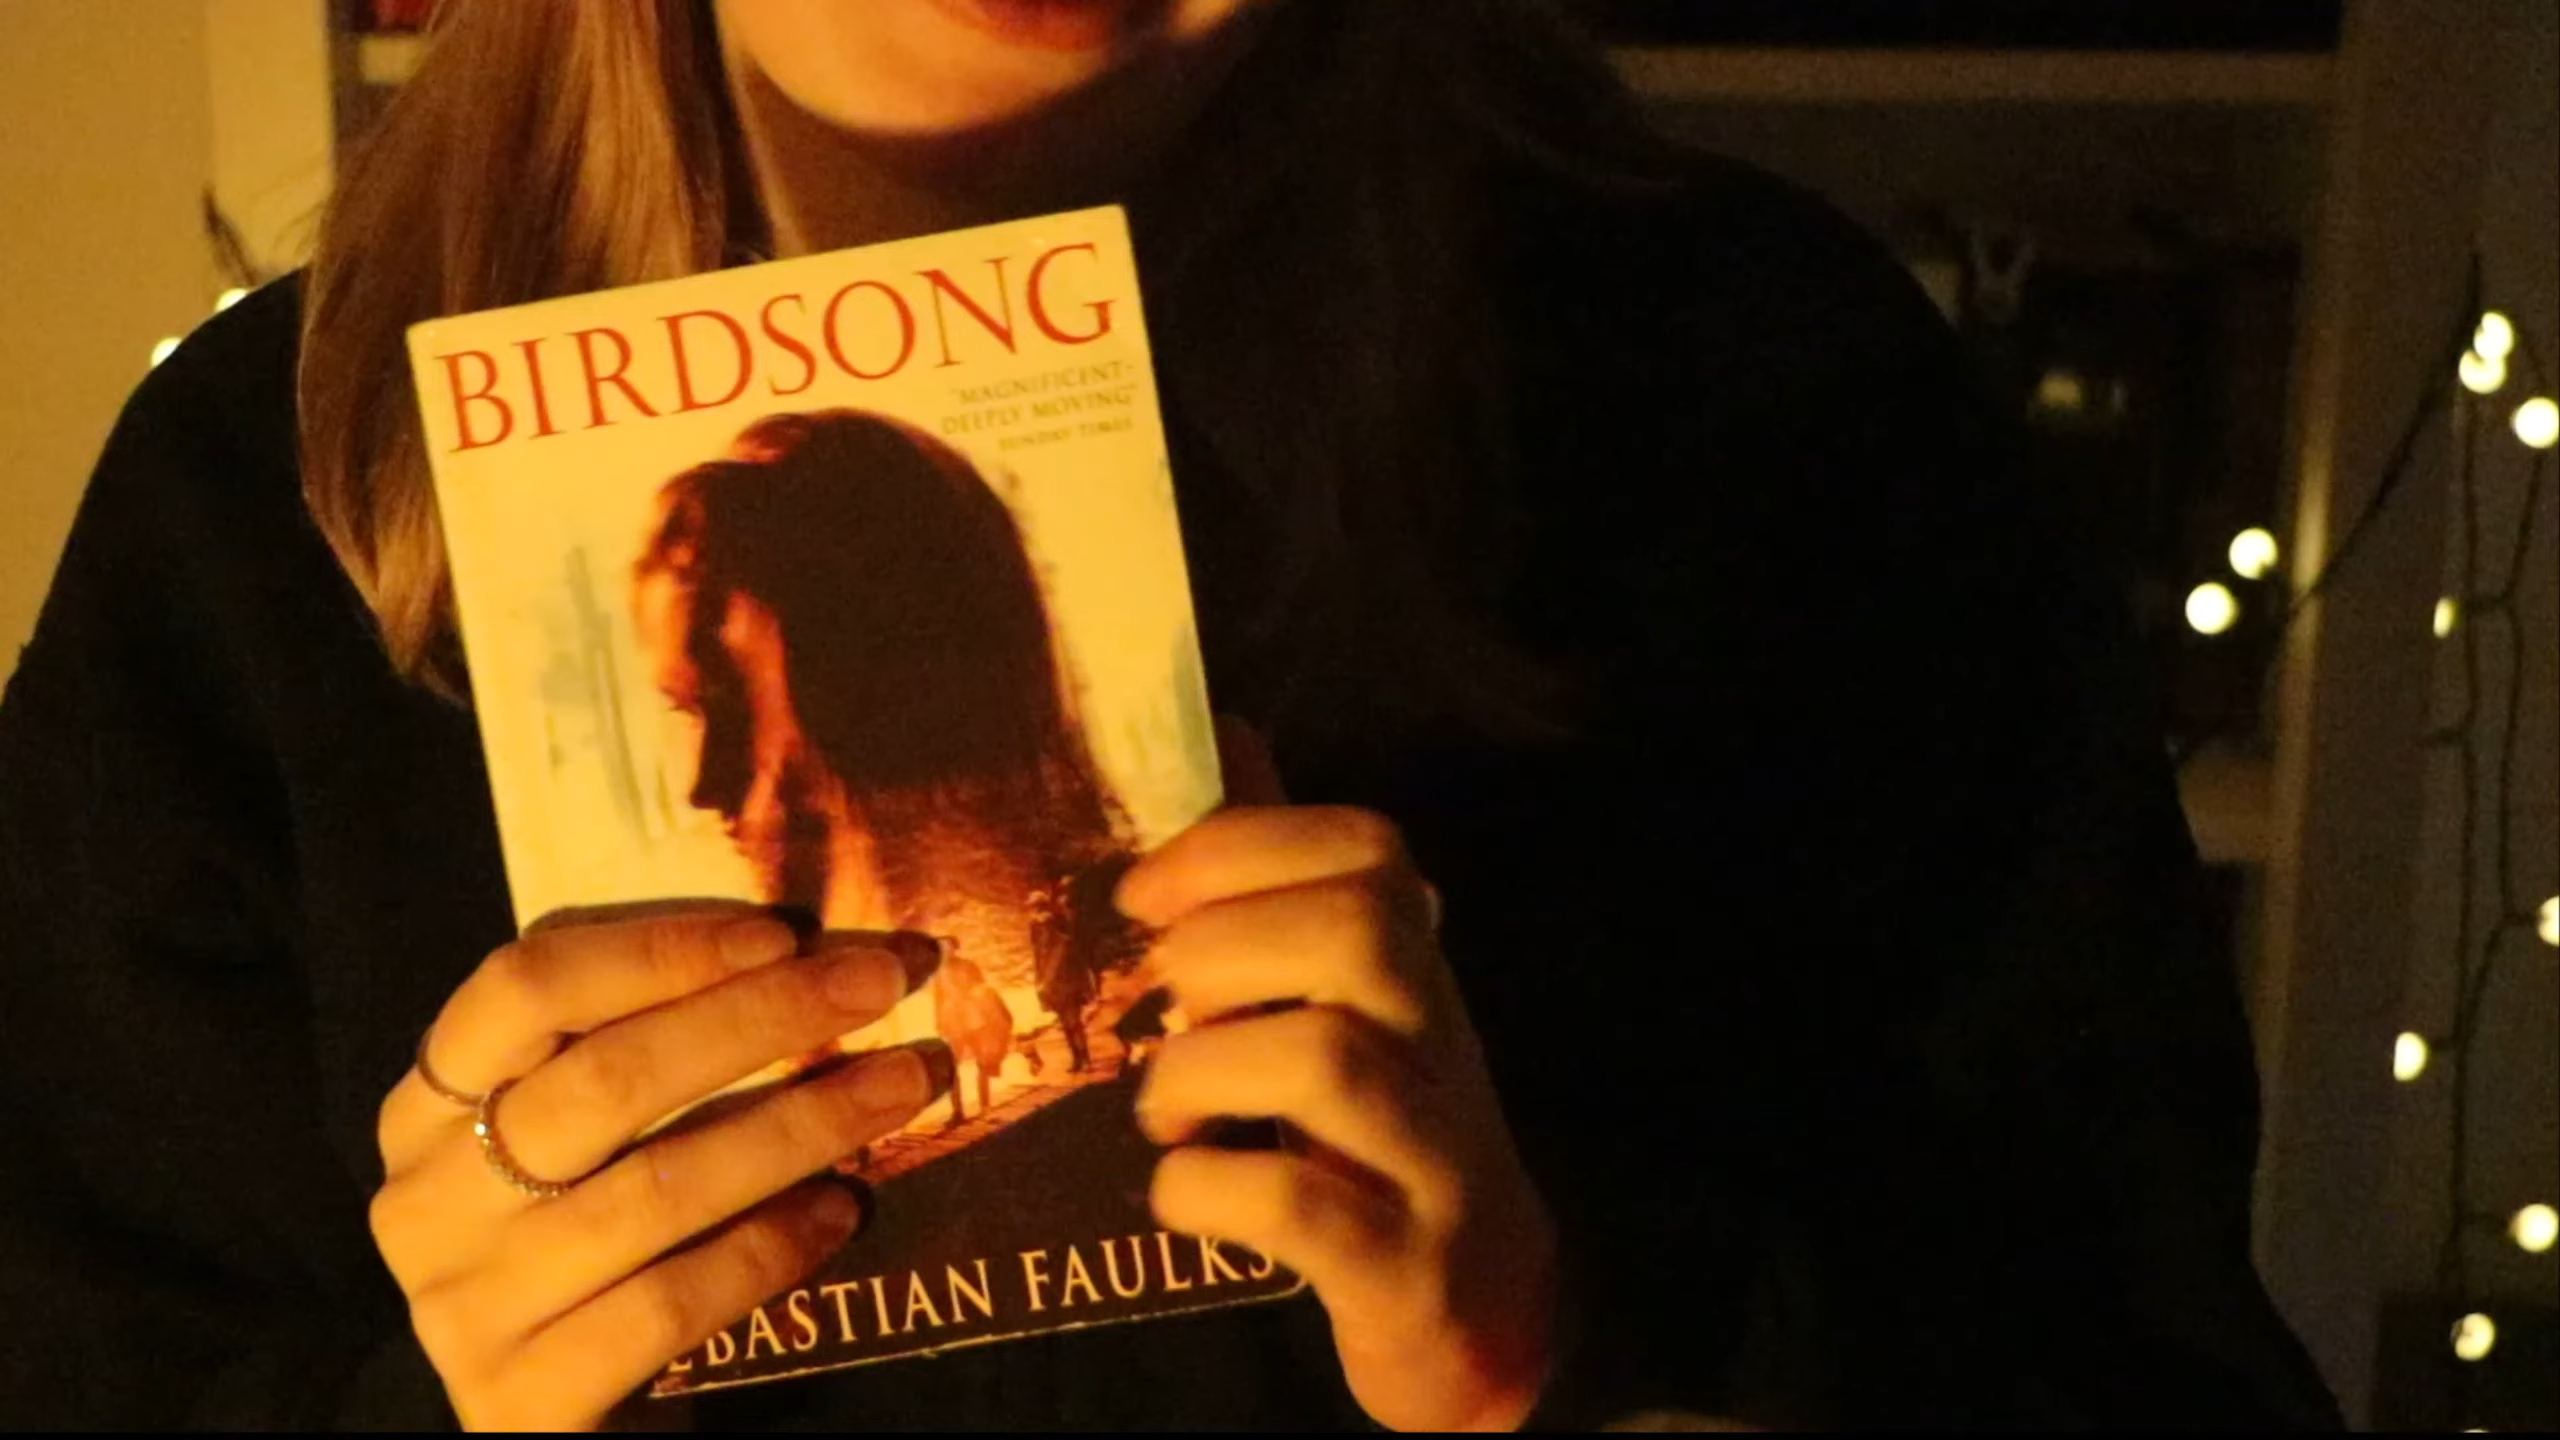 BIRDSONG
"MAGNIFICENT-
DEEPLY MOVING"
SUNDAY TIMES
EBASTIAN FAULKS